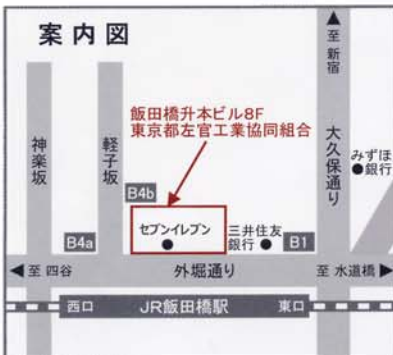 案内図
▲至新宿
飯田橋升本ビル8F
東京都左官工業協同組合
神楽坂
軽子坂
大久保通り
みずほ
●銀行
B4b
B4a
セブンイレブン
●
三井住友
銀行●
B1
◀至 四谷
外堀通り
至 水道橋▶
西口
JR飯田橋駅
東口